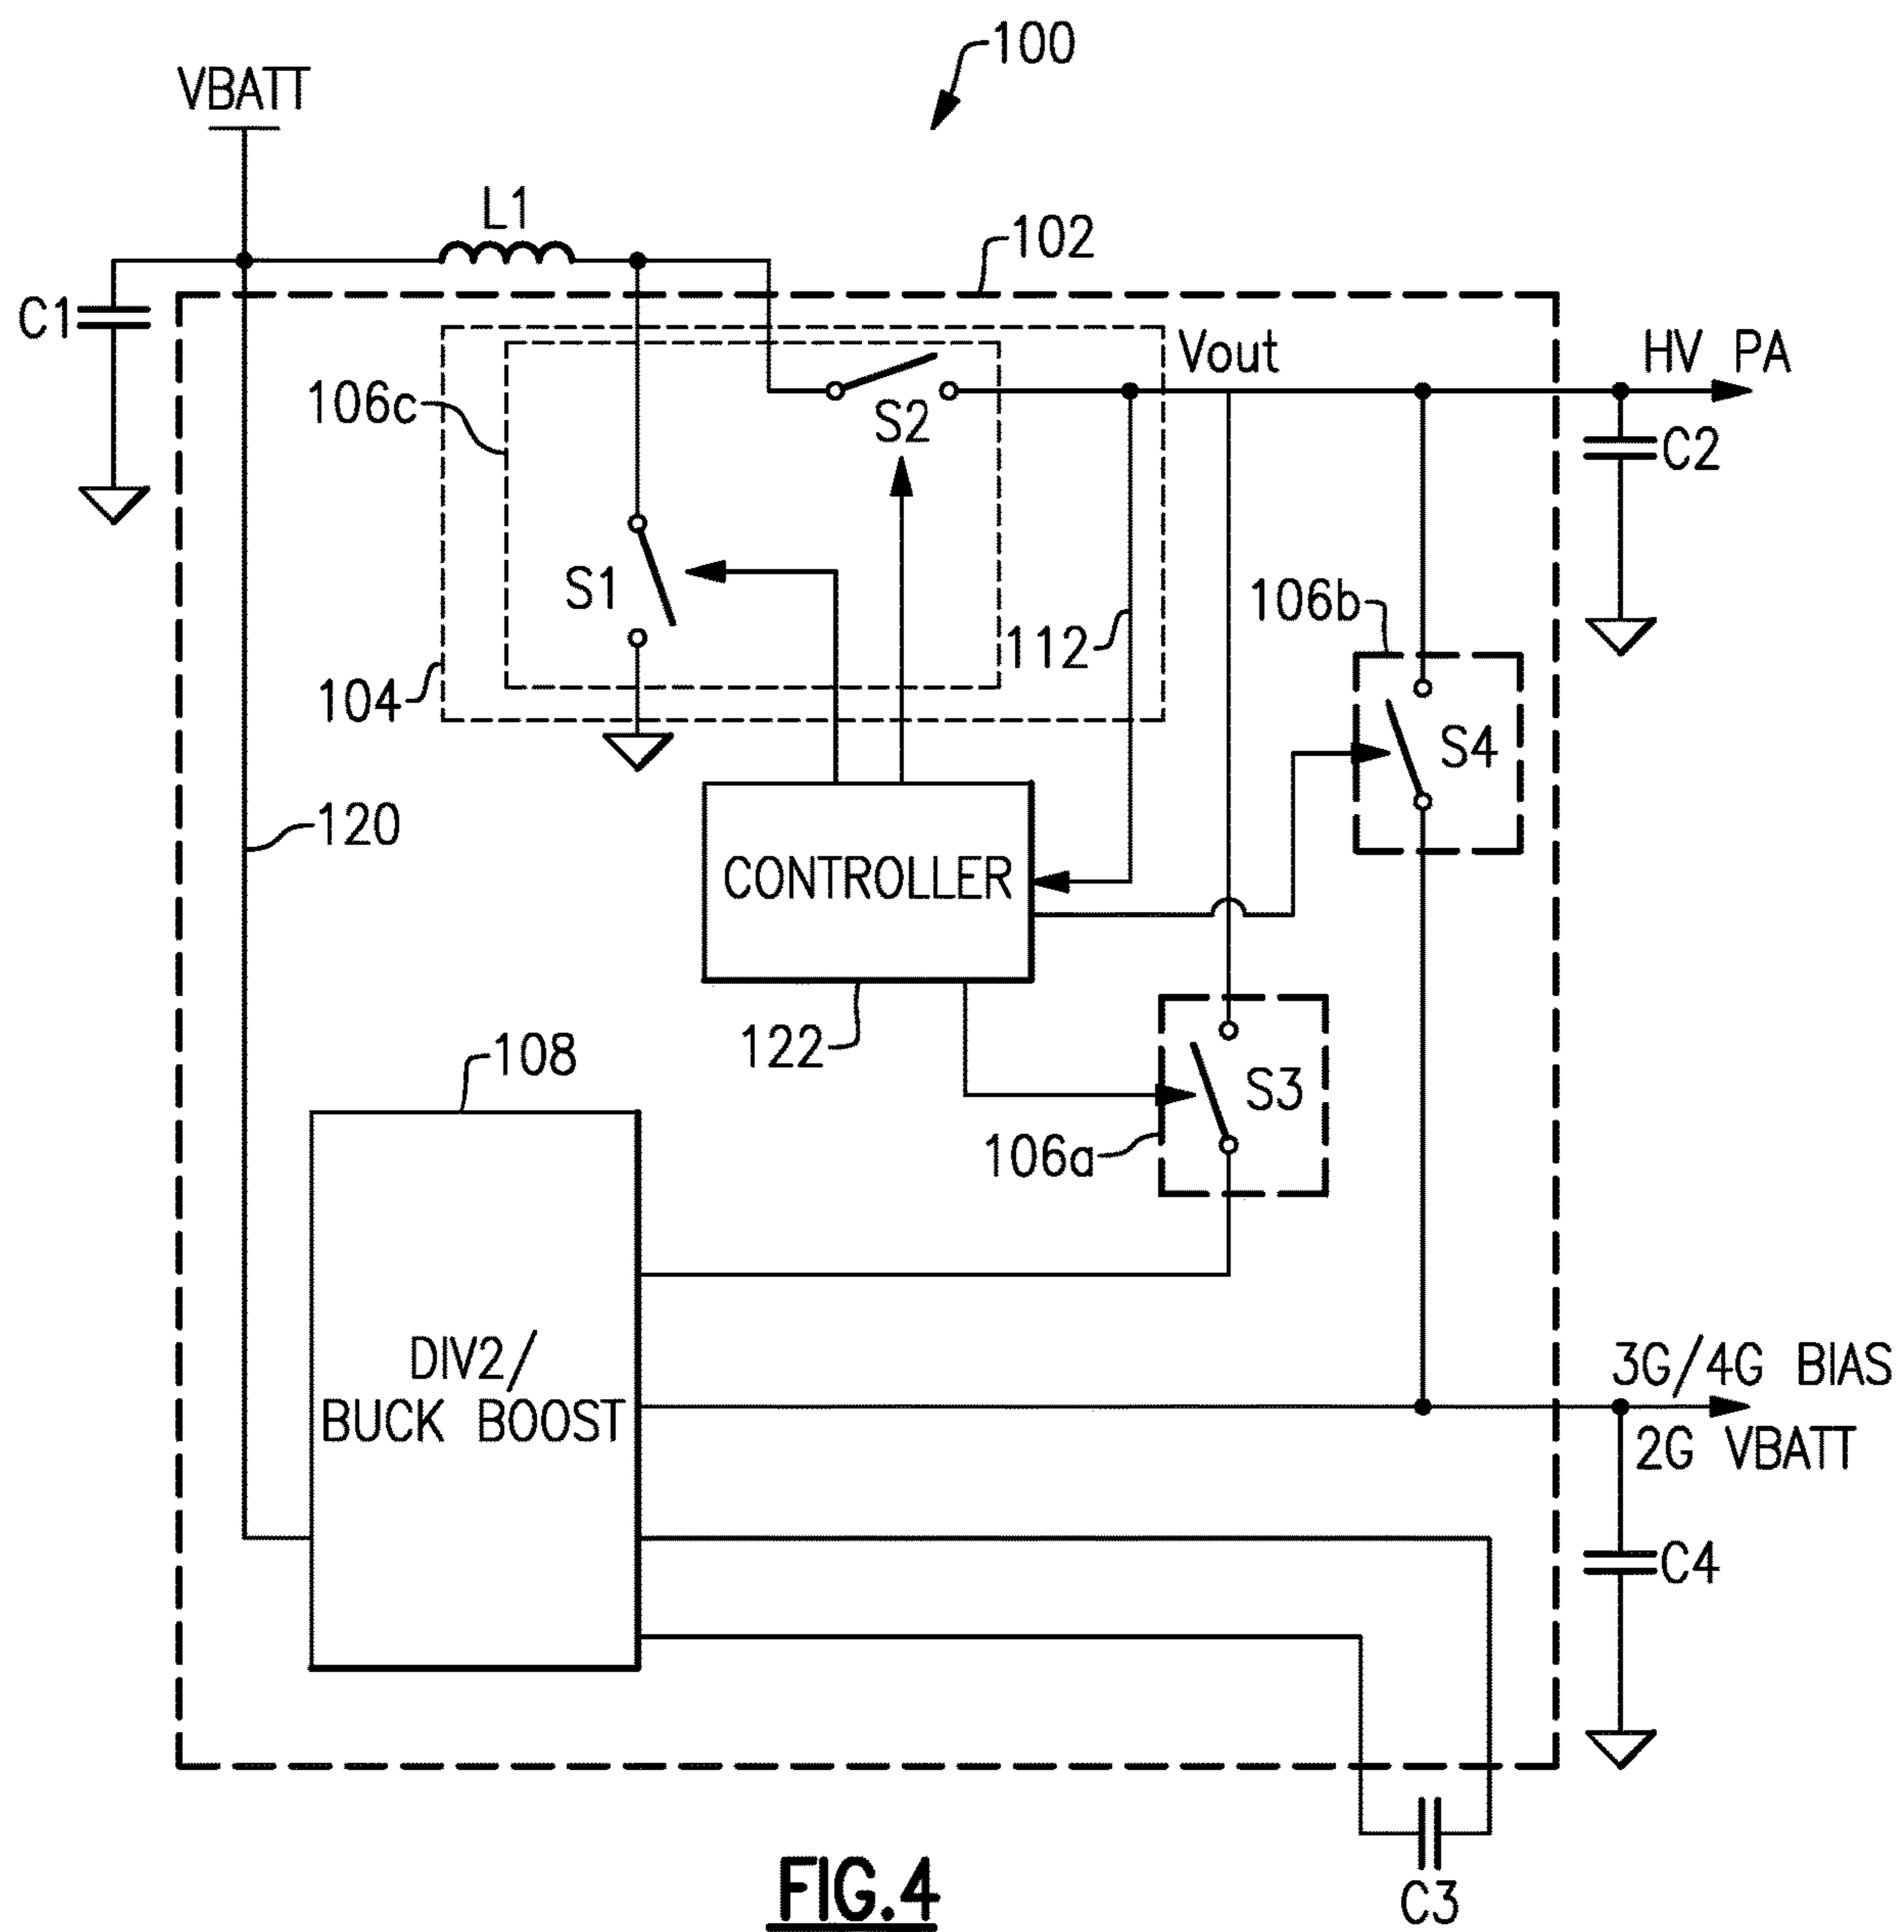 100
VBATT
L1
102
C1
Vout
HV PA
106c
S2
C2
S1
106b
112
104
S4
120
CONTROLLER
122
108
S3
106a
DIV2/
BUCK BOOST
3G/4G BIAS
2G VBATT
C4
FIG.4
C3